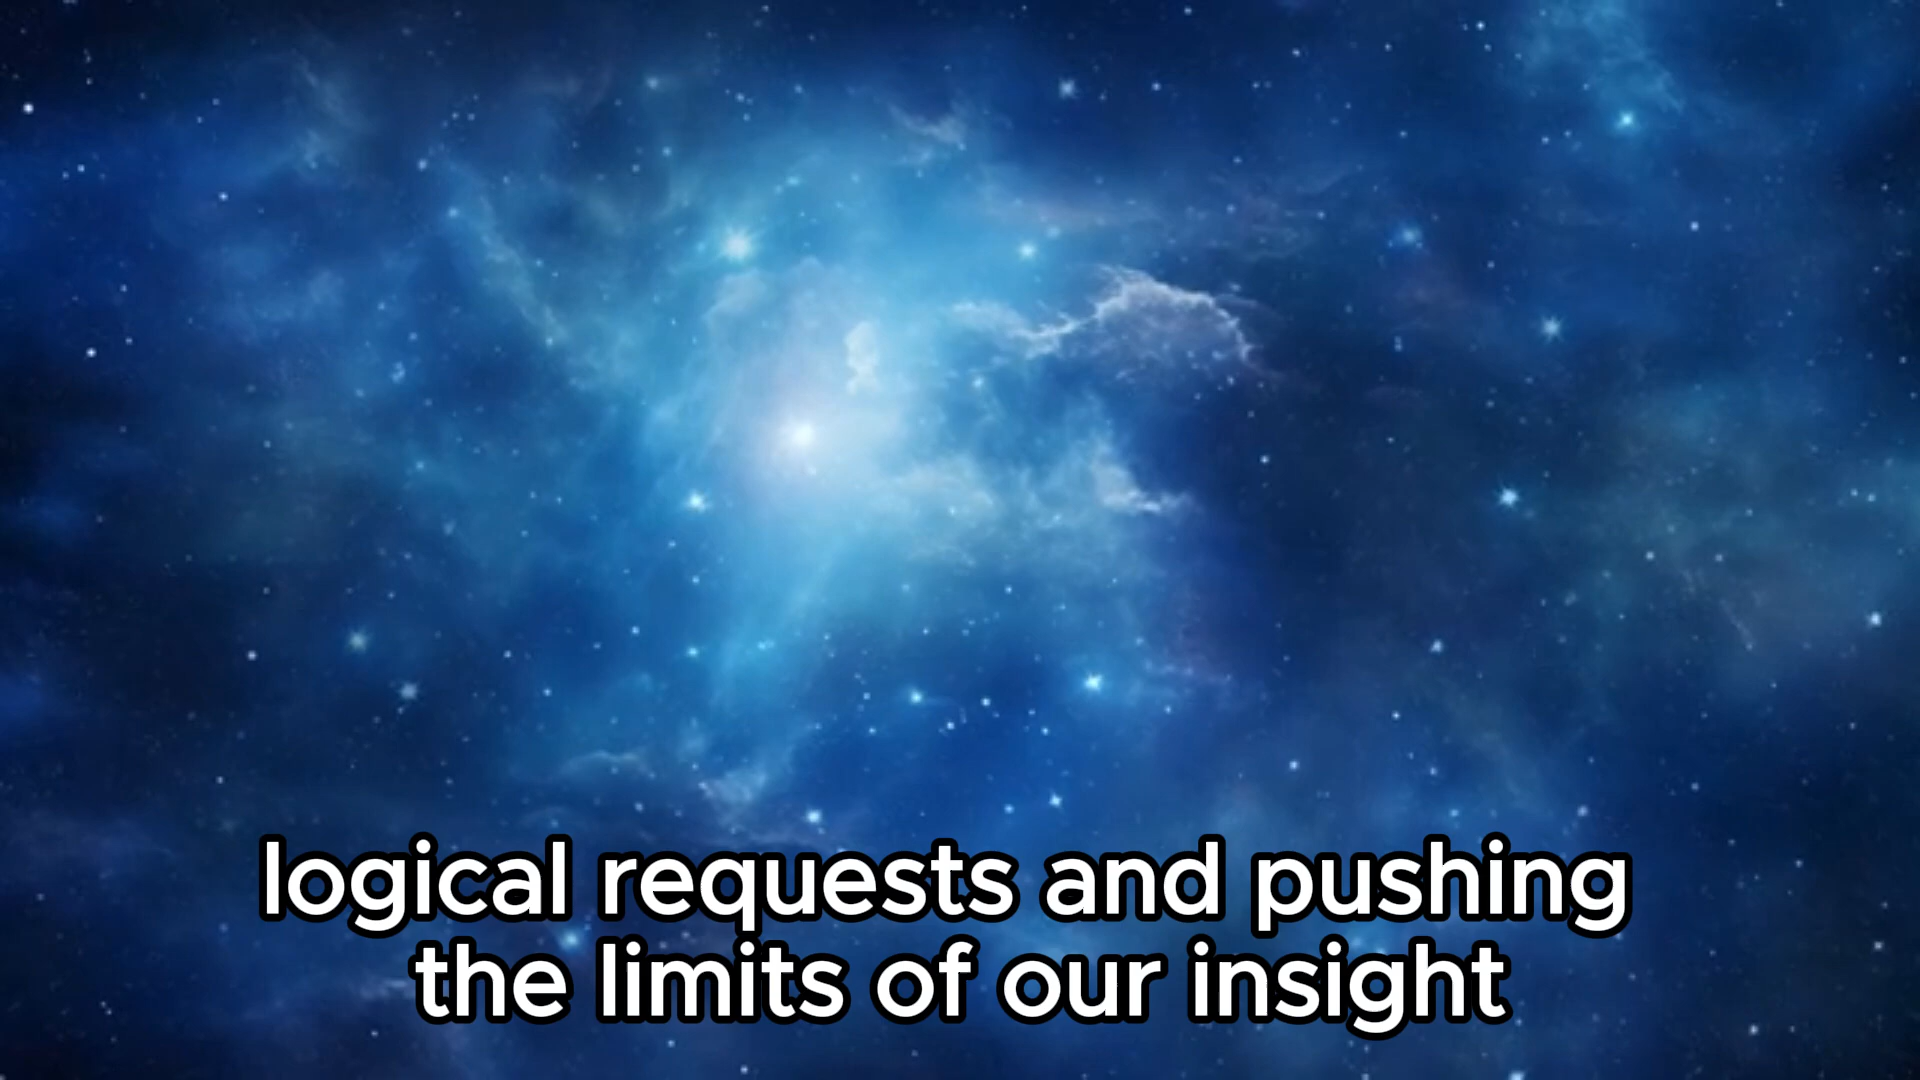 logical requests and pushing
the limits of our insight